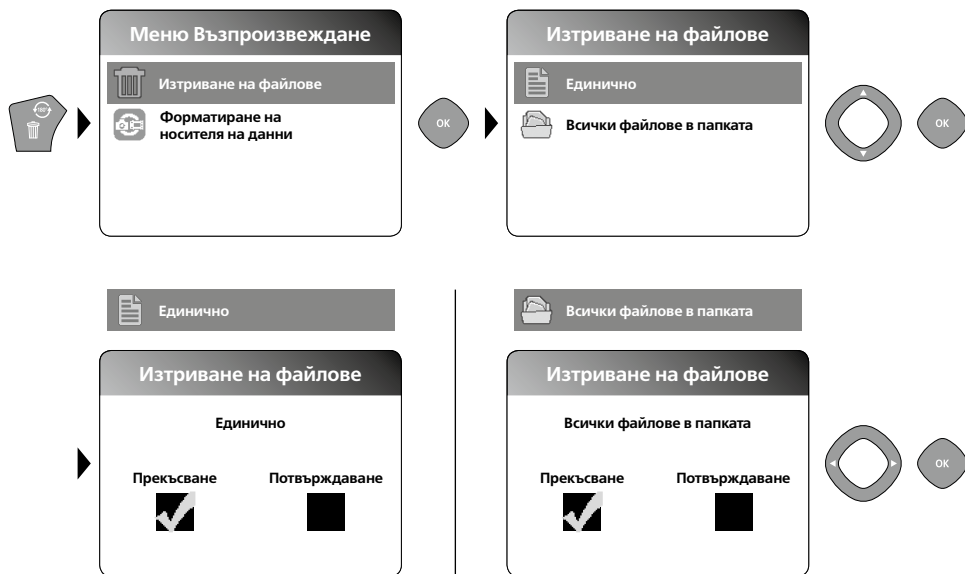 Меню Възпроизвеждане
Изтриване на файлове
180°
Изтриване на файлове
Форматиране на
носителя на данни
OK
Единично
Всички файлове в папката
OK
Единично
Всички файлове в папката
Изтриване на файлове
Изтриване на файлове
Единично
Всички файлове в папката
Прекъсване
Потвърждаване
Прекъсване
Потвърждаване
OK